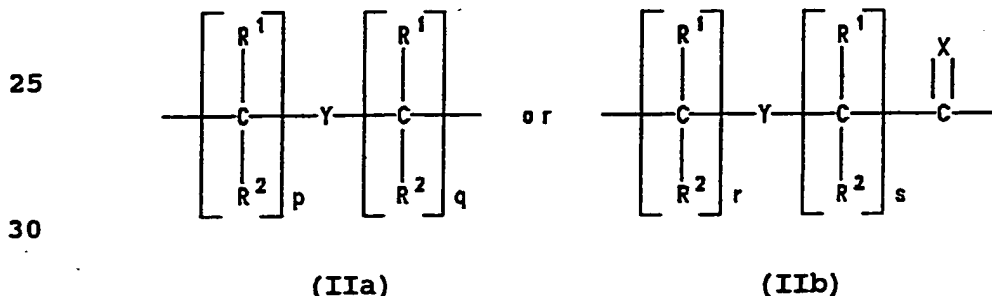 R1 R1 R1 R1 X
25
C Y C or C Y C C
R2 p R2 q R2 r R2 s
30
(IIa) (IIb)